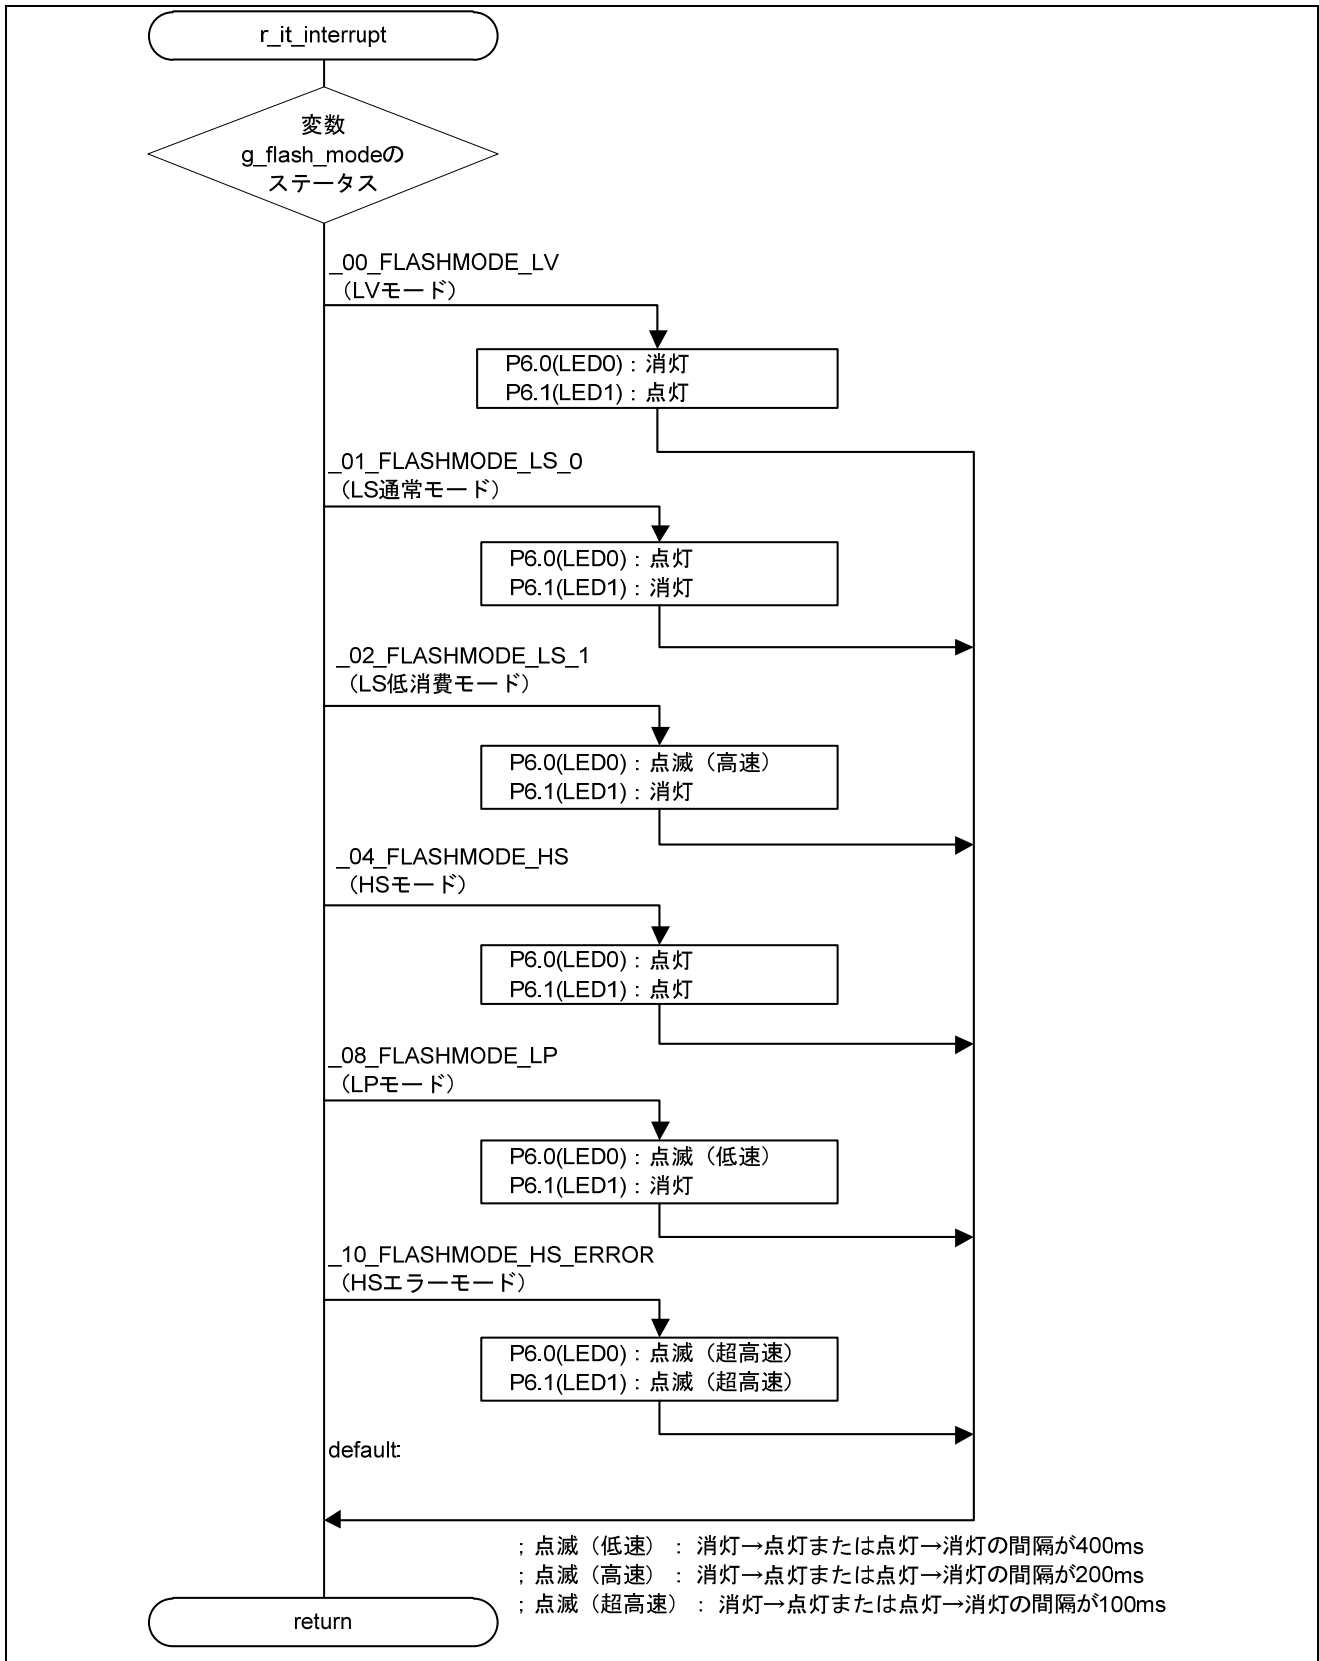 r_it_interrupt
変数
g_flash_modeの
ステータス
_00_FLASHMODE_LV
（LVモード）
P6.0(LED0)：消灯
P6.1(LED1)：点灯
_01_FLASHMODE_LS_0
（LS通常モード）
P6.0(LED0)：点灯
P6.1(LED1)：消灯
_02_FLASHMODE_LS_1
（LS低消費モード）
P6.0(LED0)：点滅（高速）
P6.1(LED1)：消灯
_04_FLASHMODE_HS
（HSモード）
P6.0(LED0)：点灯
P6.1(LED1)：点灯
_08_FLASHMODE_LP
（LPモード）
P6.0(LED0)：点滅（低速）
P6.1(LED1)：消灯
_10_FLASHMODE_HS_ERROR
（HSエラーモード）
P6.0(LED0)：点滅（超高速）
P6.1(LED1)：点滅（超高速）
default:
；点滅（低速）： 消灯→点灯または点灯→消灯の間隔が400ms
；点滅（高速）： 消灯→点灯または点灯→消灯の間隔が200ms
；点滅（超高速）： 消灯→点灯または点灯→消灯の間隔が100ms
return